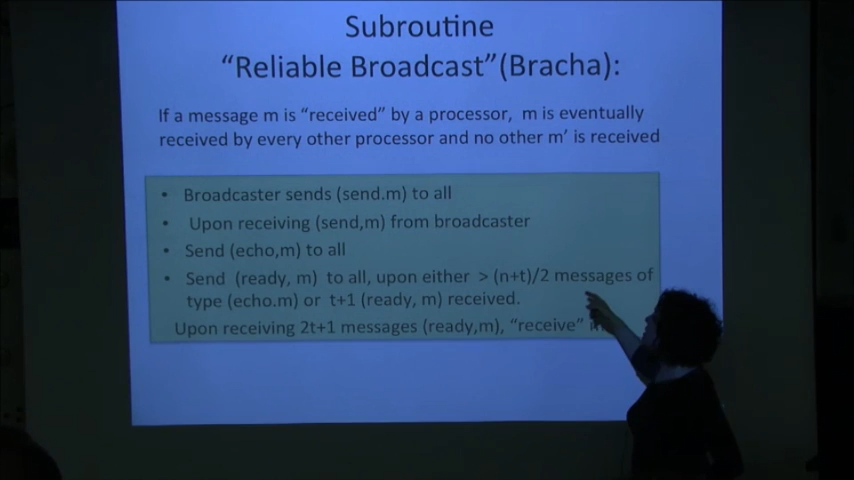 Subroutine
“Reliable Broadcast”(Bracha):
If a message m is “received” by a processor, m is eventually
received by every other processor and no other m’ is received
• Broadcaster sends (send.m) to all
• Upon receiving (send,m) from broadcaster
• Send (echo,m) to all
• Send (ready, m) to all, upon either > (n+t)/2 messages of
type (echo.m) or t+1 (ready, m) received.
Upon receiving 2t+1 messages (ready,m), “receive”